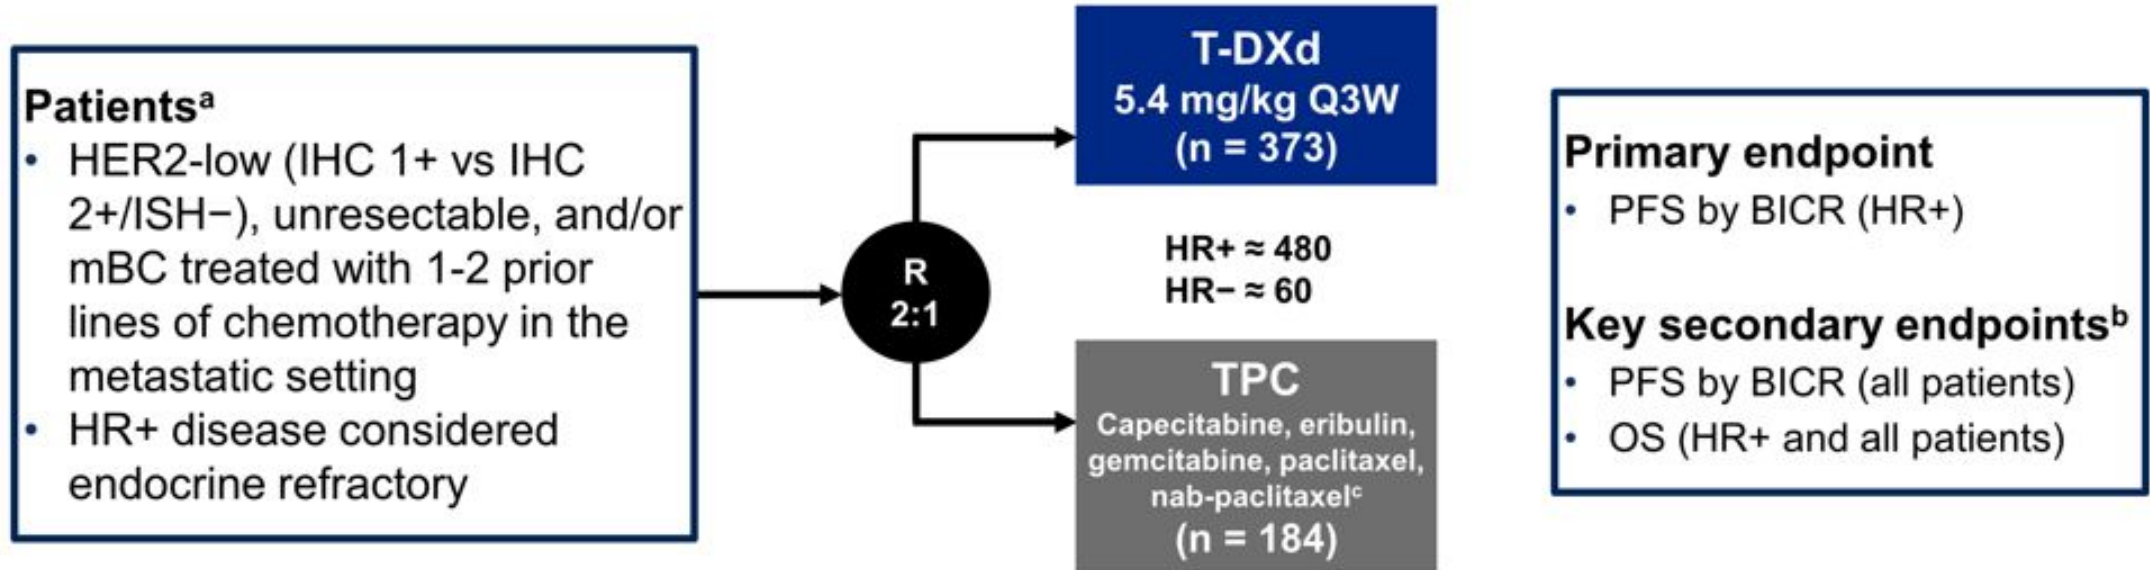 Patientsᵃ
• HER2-low (IHC 1+ vs IHC
2+/ISH−), unresectable, and/or
mBC treated with 1-2 prior
lines of chemotherapy in the
metastatic setting
• HR+ disease considered
endocrine refractory
R
2:1
T-DXd
5.4 mg/kg Q3W
(n = 373)
HR+ ≈ 480
HR− ≈ 60
TPC
Capecitabine, eribulin,
gemcitabine, paclitaxel,
nab-paclitaxelᶜ
(n = 184)
Primary endpoint
• PFS by BICR (HR+)
Key secondary endpointsᵇ
• PFS by BICR (all patients)
• OS (HR+ and all patients)